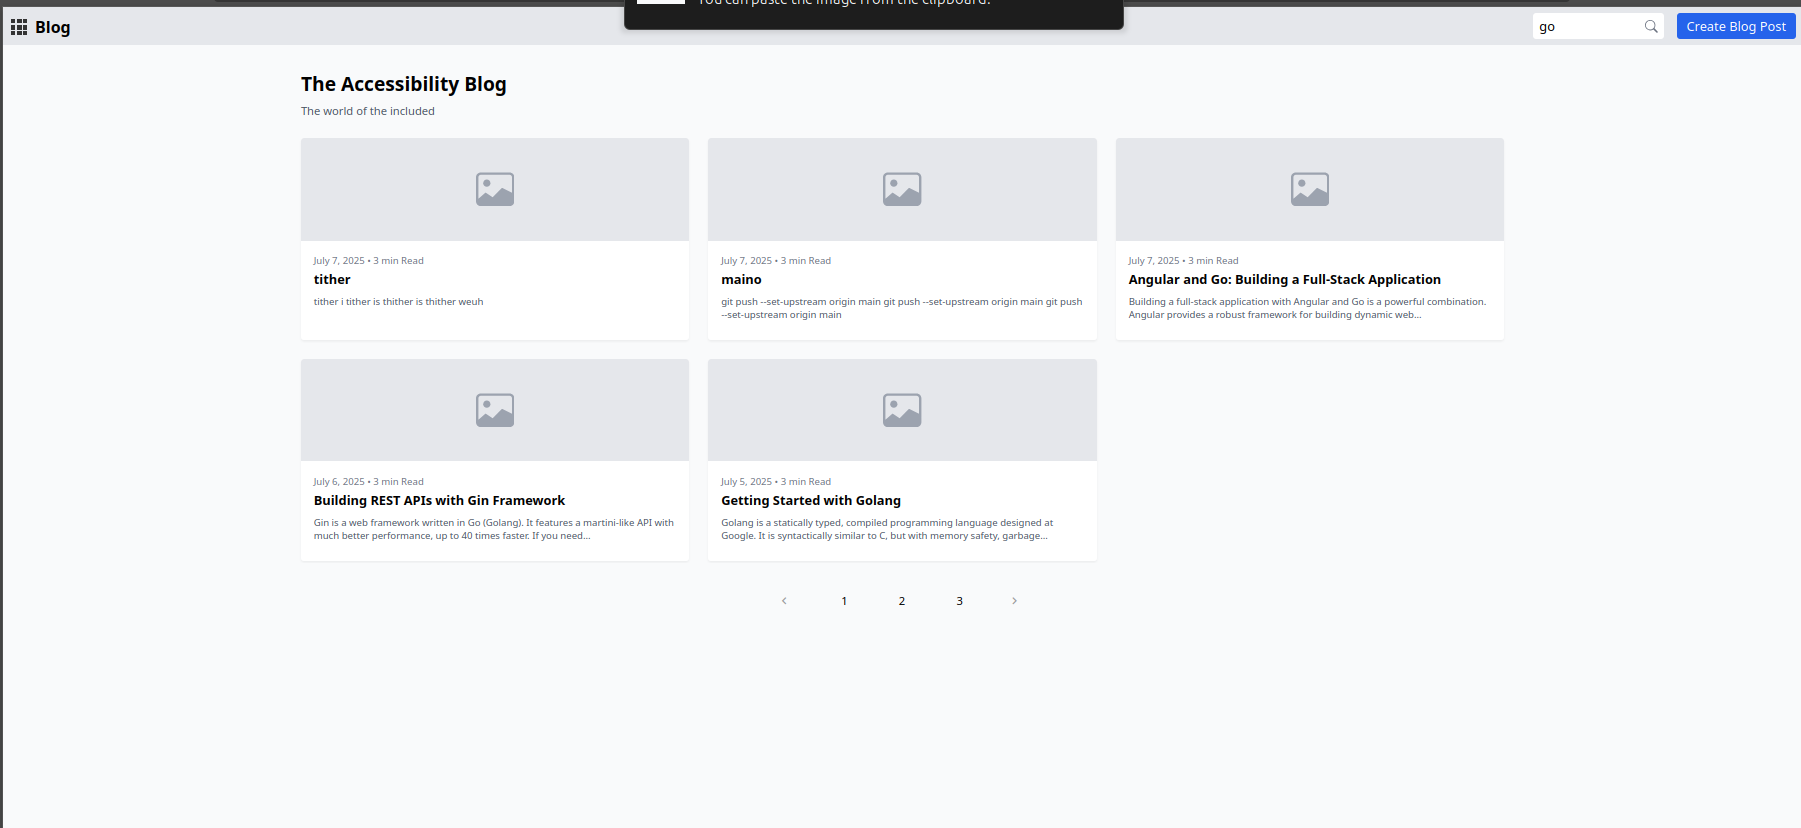 You can paste the image from the clipboard.
Blog
go
Create Blog Post
The Accessibility Blog
The world of the included
July 7, 2025 • 3 min Read
tither
tither i tither is thither is thither weuh
July 7, 2025 • 3 min Read
maino
git push --set-upstream origin main git push --set-upstream origin main git push
--set-upstream origin main
July 7, 2025 • 3 min Read
Angular and Go: Building a Full-Stack Application
Building a full-stack application with Angular and Go is a powerful combination.
Angular provides a robust framework for building dynamic web...
July 6, 2025 • 3 min Read
Building REST APIs with Gin Framework
Gin is a web framework written in Go (Golang). It features a martini-like API with
much better performance, up to 40 times faster. If you need...
July 5, 2025 • 3 min Read
Getting Started with Golang
Golang is a statically typed, compiled programming language designed at
Google. It is syntactically similar to C, but with memory safety, garbage...
1 2 3